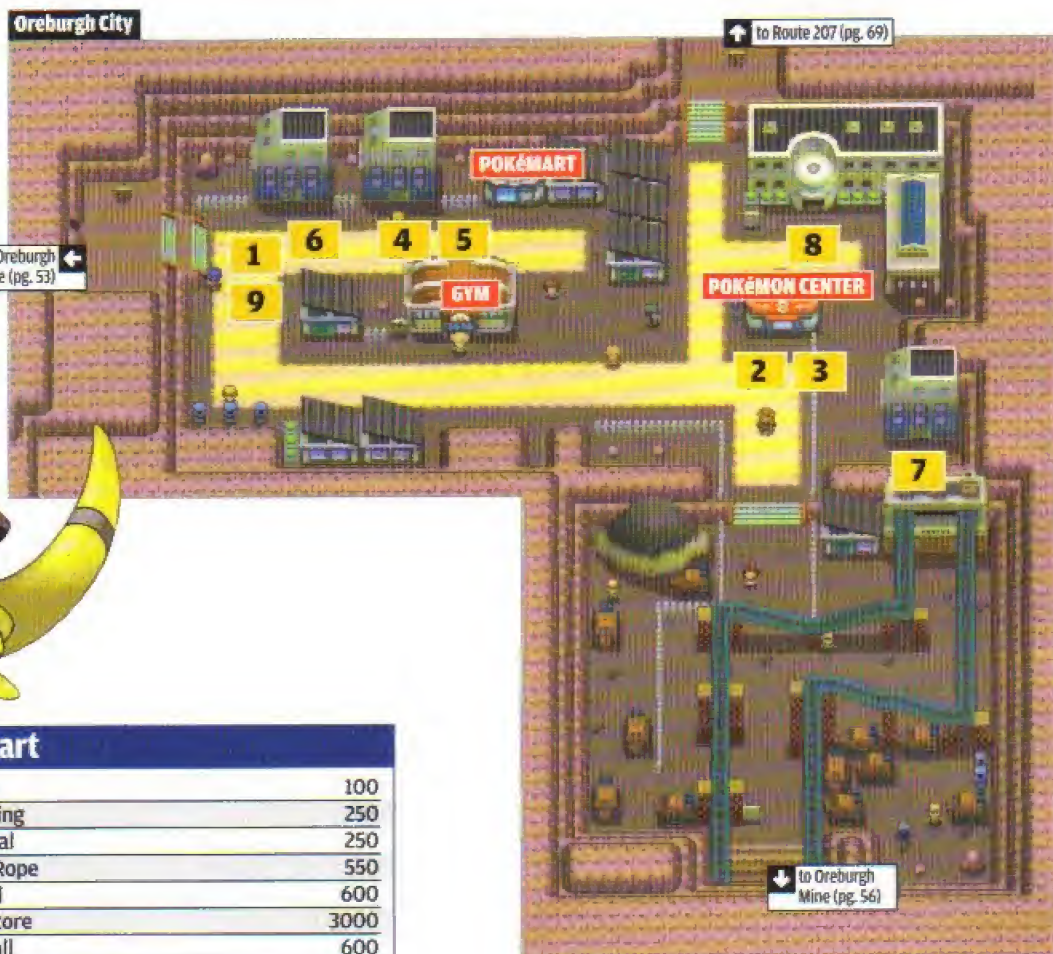 Oreburgh City
to Route 207 (pg. 69)
POKéMART
1
6
4
5
8
Oreburgh
e (pg. 53)
9
GYM
POKéMON CENTER
2
3
7
to Oreburgh
Mine (pg. 56)
art
100
ing 250
al 250
Rope 550
600
tore 3000
all 600